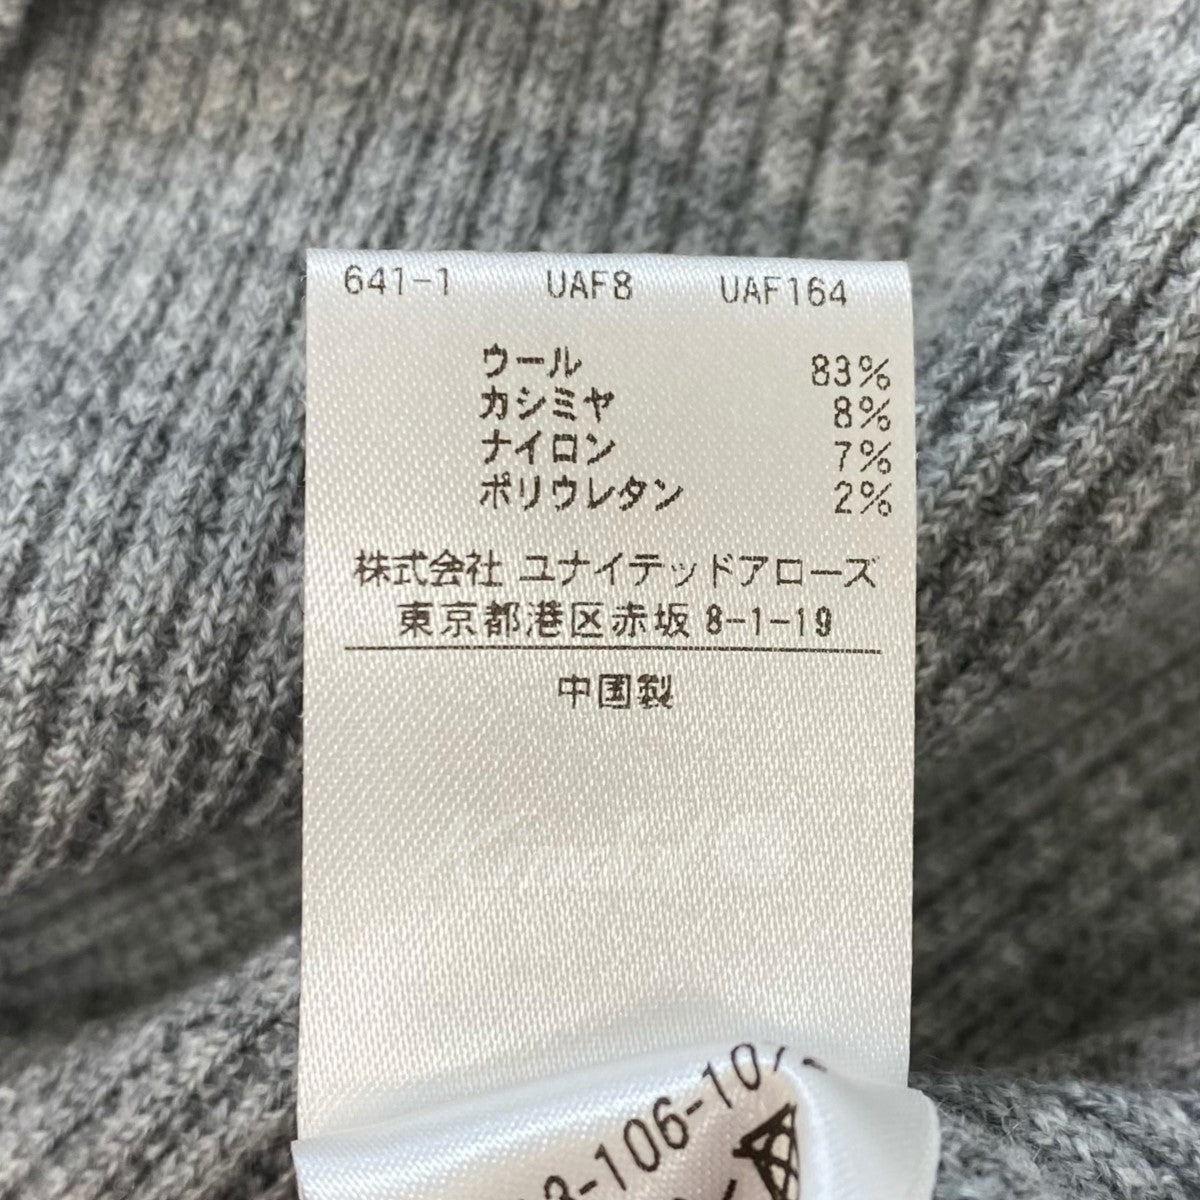 641-1 UAF8 UAF164
ウール 83%
カシミヤ 8%
ナイロン 7%
ポリウレタン 2%
株式会社 ユナイテッドアローズ
東京都港区赤坂 8-1-19
中国製
-106-10